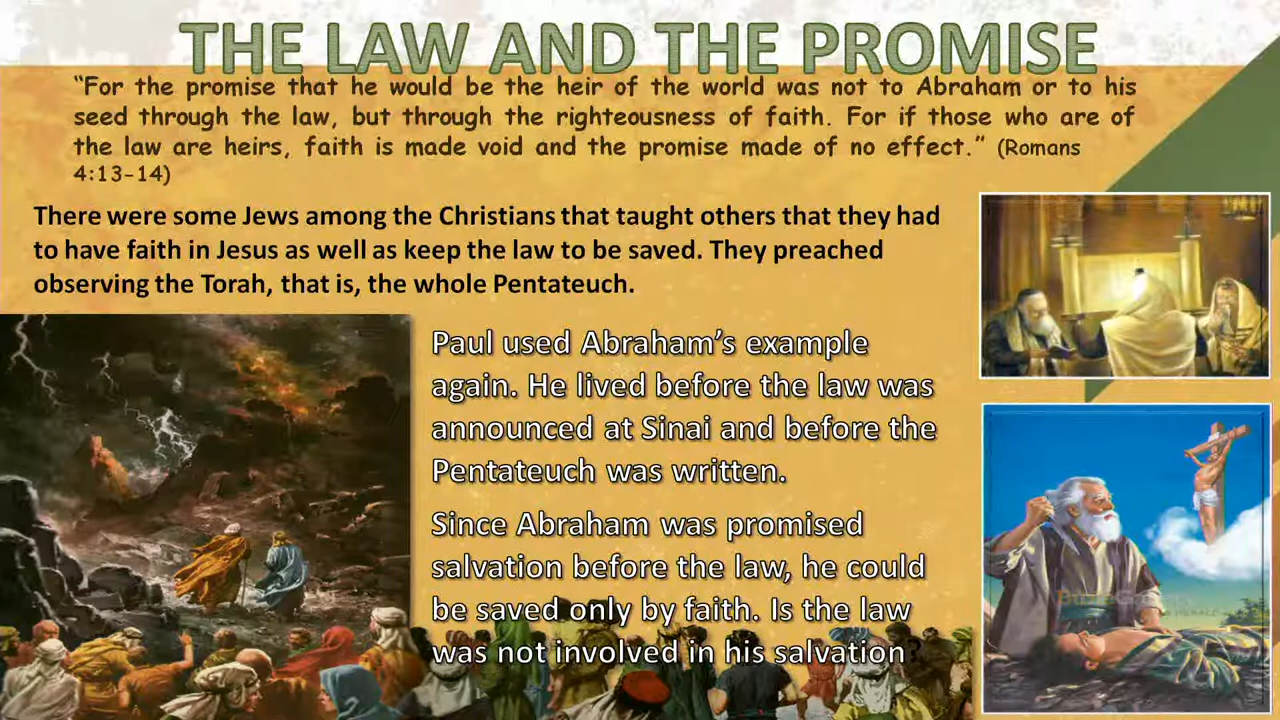 THE LAW AND THE PROMISE
“For the promise that he would be the heir of the world was not to Abraham or to his
seed through the law, but through the righteousness of faith. For if those who are of
the law are heirs, faith is made void and the promise made of no effect.” (Romans
4:13-14)
There were some Jews among the Christians that taught others that they had
to have faith in Jesus as well as keep the law to be saved. They preached
observing the Torah, that is, the whole Pentateuch.
Paul used Abraham’s example
again. He lived before the law was
announced at Sinai and before the
Pentateuch was written.
Since Abraham was promised
salvation before the law, he could
be saved only by faith. Is the law
was not involved in his salvation